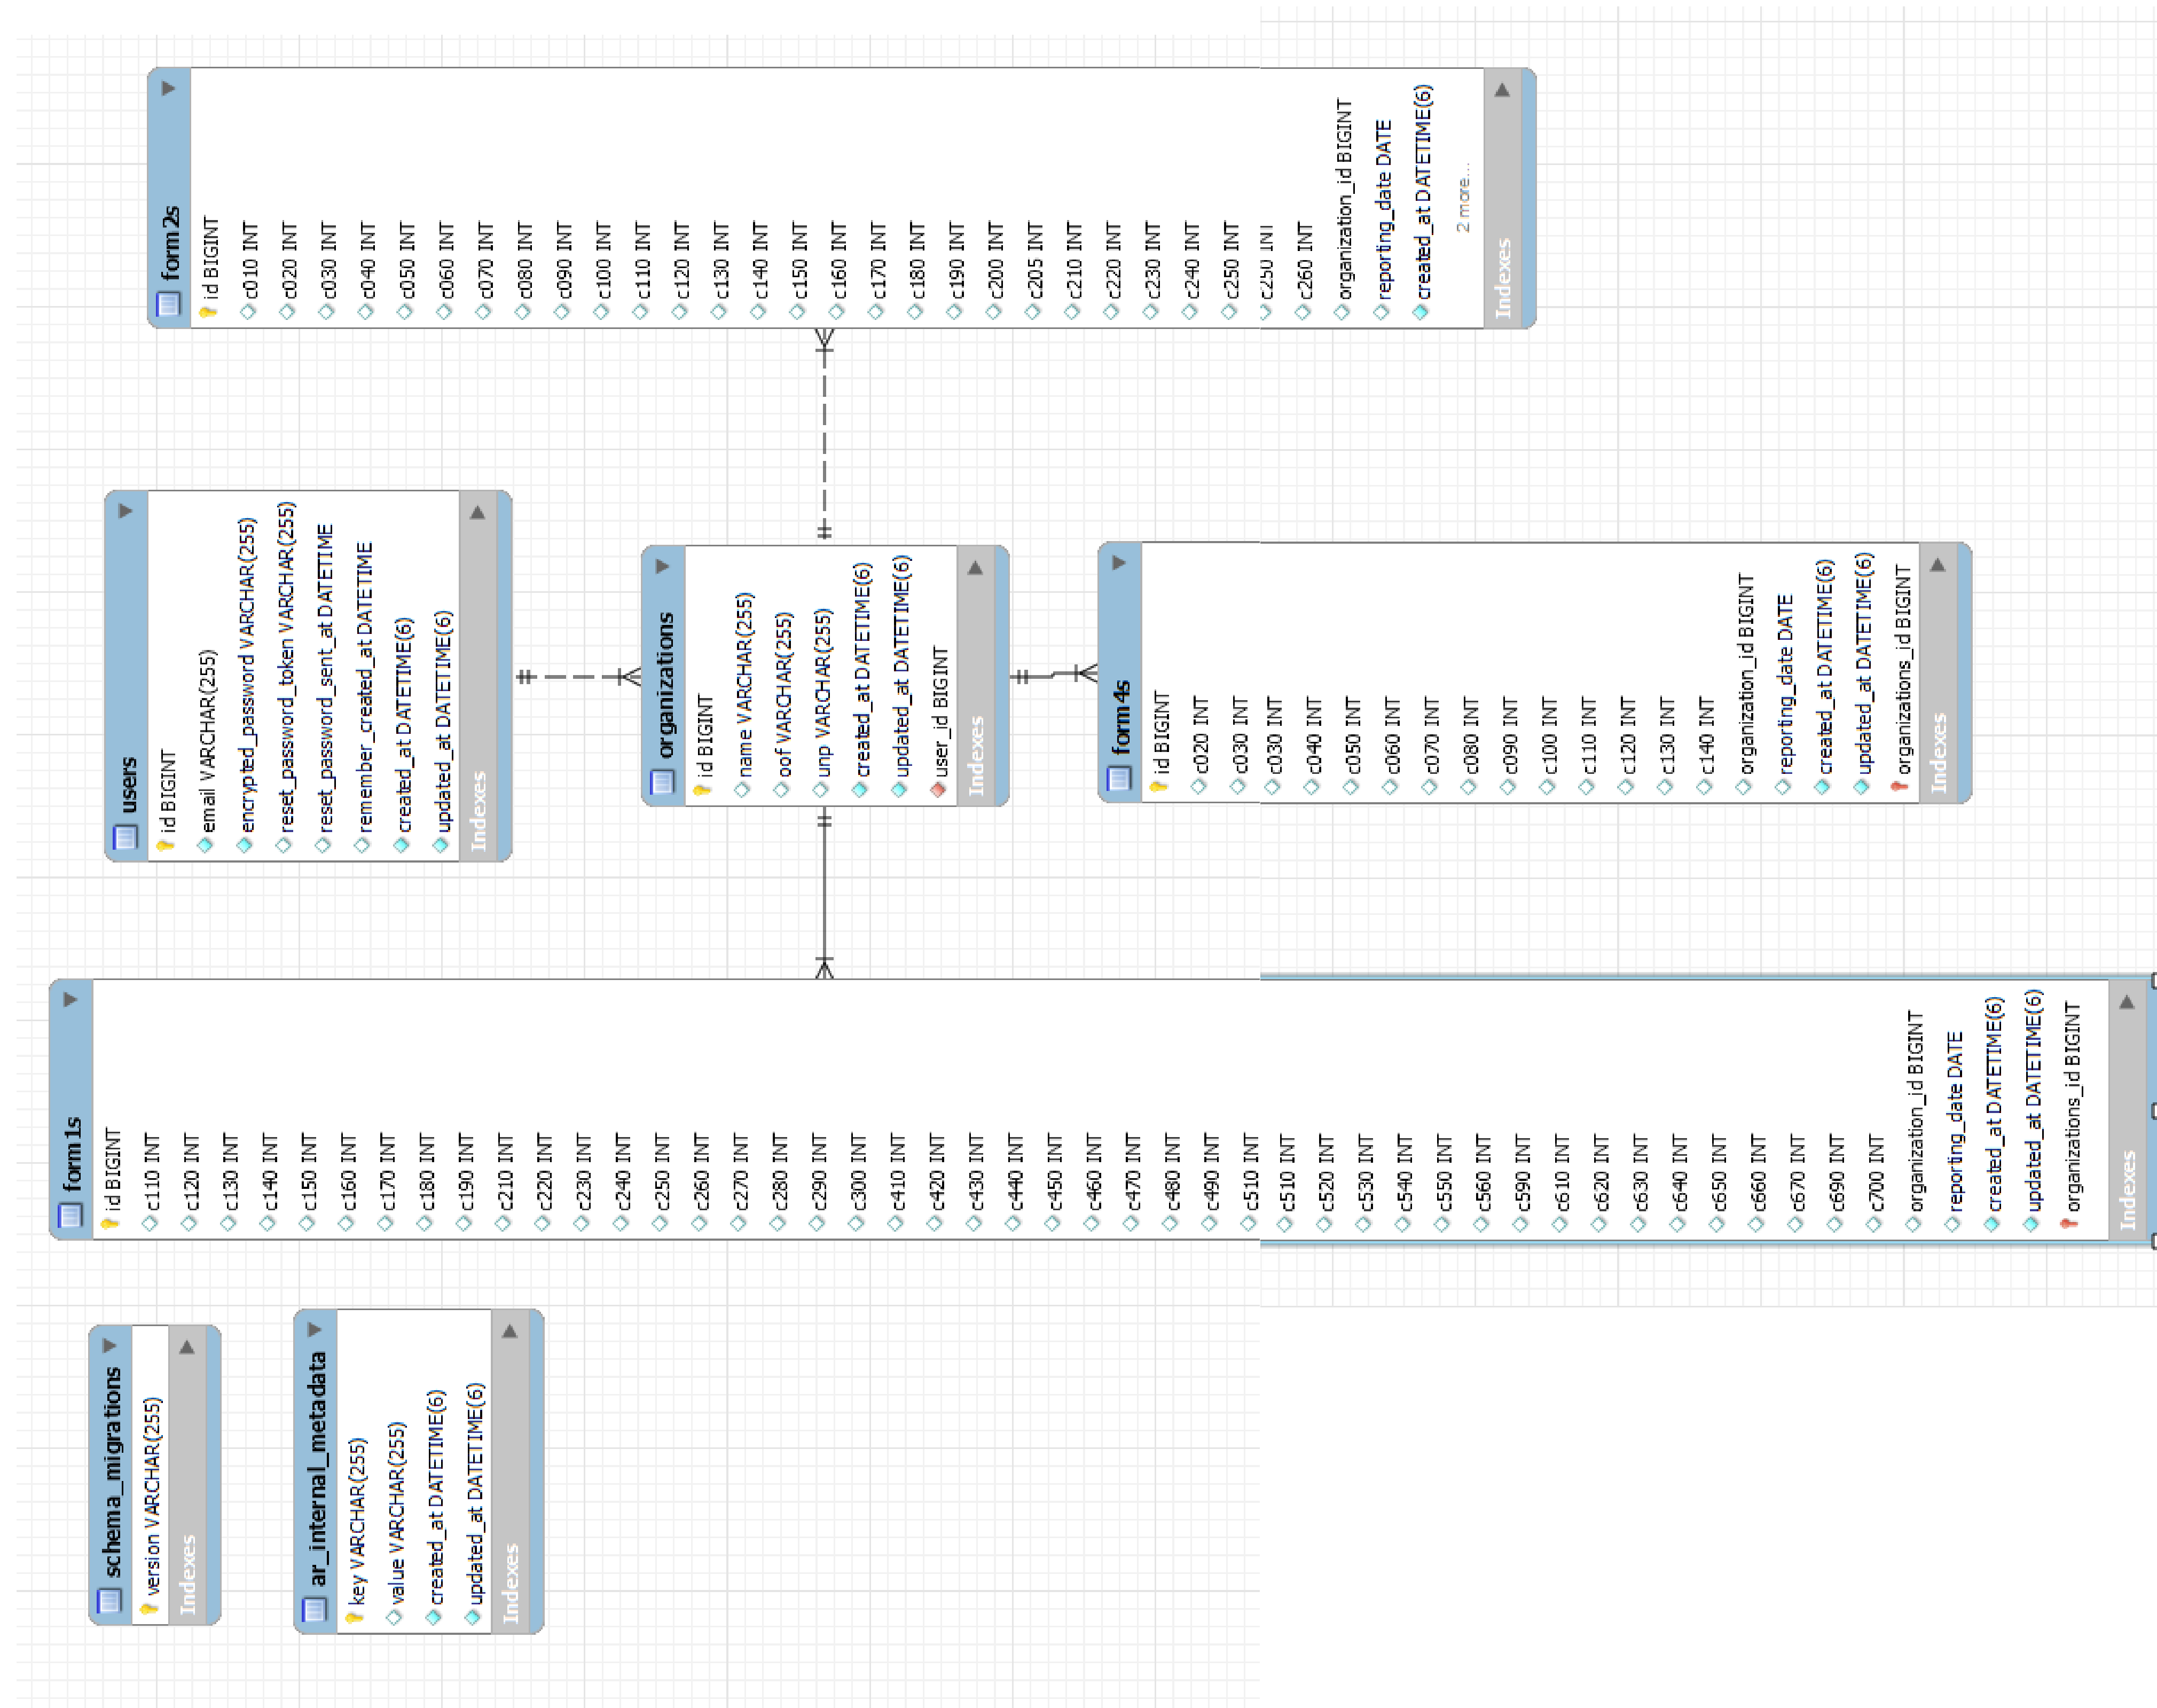 schema_migrations
version VARCHAR(255)
Indexes
ar_internal_metadata
key VARCHAR(255)
value VARCHAR(255)
created_at DATETIME(6)
updated_at DATETIME(6)
Indexes
form1s
id BIGINT
c110 INT
c120 INT
c130 INT
c140 INT
c150 INT
c160 INT
c170 INT
c180 INT
c190 INT
c210 INT
c220 INT
c230 INT
c240 INT
c250 INT
c260 INT
c270 INT
c280 INT
c290 INT
c300 INT
c410 INT
c420 INT
c430 INT
c440 INT
c450 INT
c460 INT
c470 INT
c480 INT
c490 INT
c510 INT
c510 INT
c520 INT
c530 INT
c540 INT
c550 INT
c560 INT
c590 INT
c610 INT
c620 INT
c630 INT
c640 INT
c650 INT
c660 INT
c670 INT
c690 INT
c700 INT
organization_id BIGINT
reporting_date DATE
created_at DATETIME(6)
updated_at DATETIME(6)
organizations_id BIGINT
Indexes
users
id BIGINT
email VARCHAR(255)
encrypted_password VARCHAR(255)
reset_password_token VARCHAR(255)
reset_password_sent_at DATETIME
remember_created_at DATETIME
created_at DATETIME(6)
updated_at DATETIME(6)
Indexes
organizations
id BIGINT
name VARCHAR(255)
oof VARCHAR(255)
unp VARCHAR(255)
created_at DATETIME(6)
updated_at DATETIME(6)
user_id BIGINT
Indexes
form4s
id BIGINT
c020 INT
c030 INT
c030 INT
c040 INT
c050 INT
c060 INT
c070 INT
c080 INT
c090 INT
c100 INT
c110 INT
c120 INT
c130 INT
c140 INT
organization_id BIGINT
reporting_date DATE
created_at DATETIME(6)
updated_at DATETIME(6)
organizations_id BIGINT
Indexes
form2s
id BIGINT
c010 INT
c020 INT
c030 INT
c040 INT
c050 INT
c060 INT
c070 INT
c080 INT
c090 INT
c100 INT
c110 INT
c120 INT
c130 INT
c140 INT
c150 INT
c160 INT
c170 INT
c180 INT
c190 INT
c200 INT
c205 INT
c210 INT
c220 INT
c230 INT
c240 INT
c250 INT
c250 INT
c260 INT
organization_id BIGINT
reporting_date DATE
created_at DATETIME(6)
2 more...
Indexes